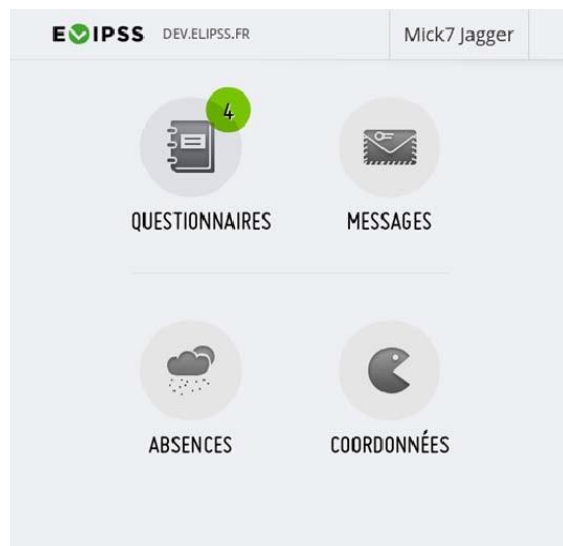 ELIPSS DEV.ELIPSS.FR Mick7 Jagger
4
QUESTIONNAIRES MESSAGES
ABSENCES COORDONNÉES